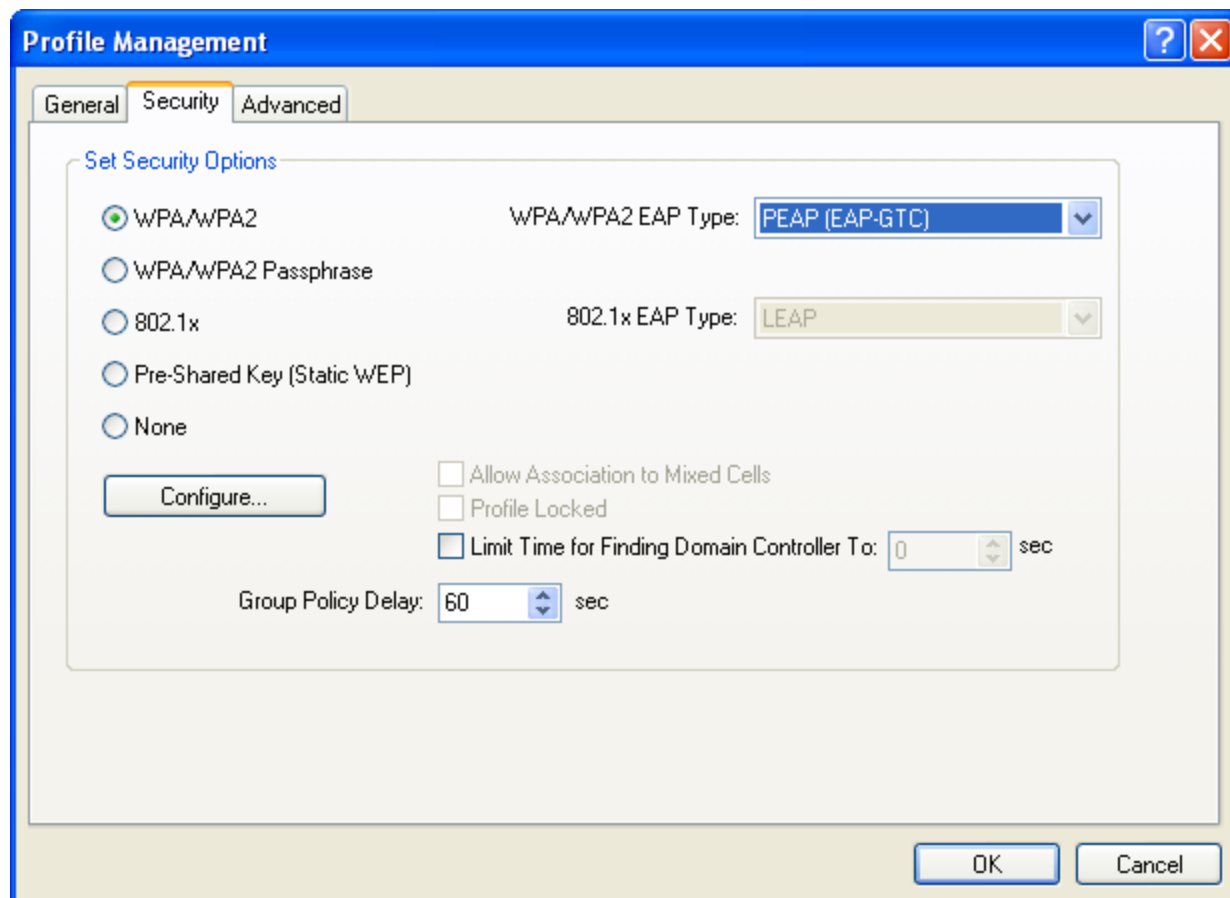 Profile Management
General Security Advanced
Set Security Options
WPA/WPA2 WPA/WPA2 EAP Type: PEAP (EAP-GTC)
WPA/WPA2 Passphrase
802.1x 802.1x EAP Type: LEAP
Pre-Shared Key (Static WEP)
None
Configure... Allow Association to Mixed Cells
Profile Locked
Limit Time for Finding Domain Controller To: 0 sec
Group Policy Delay: 60 sec
OK Cancel